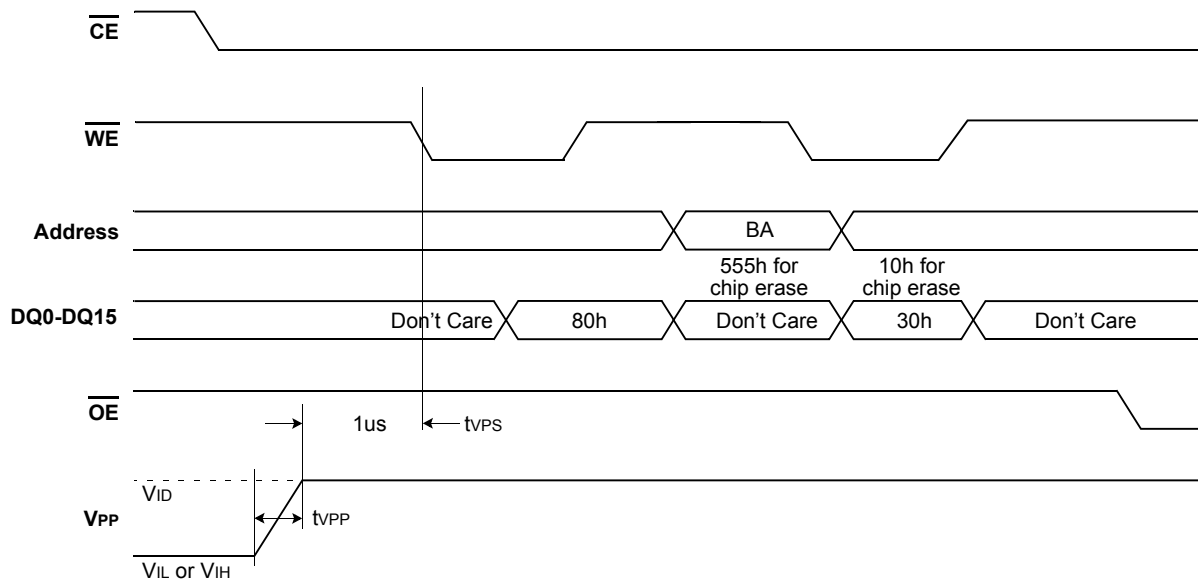 CE
WE
Address
BA
555h for
chip erase
10h for
chip erase
DQ0-DQ15
Don't Care
80h
Don't Care
30h
Don't Care
OE
1us
tVPS
VID
VPP
tVPP
VIL or VIH